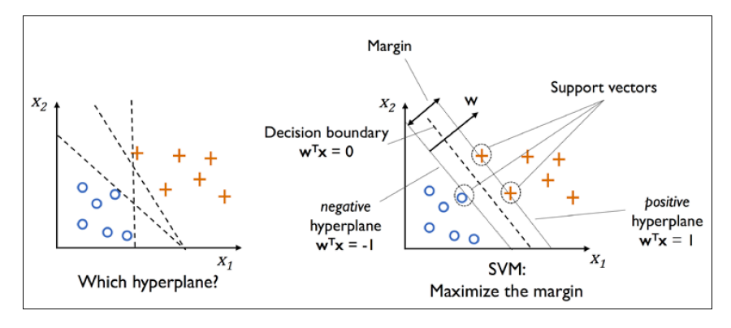 x₂
x₁
Which hyperplane?
Margin
x₂
w
Support vectors
Decision boundary
wᵀx = 0
negative
hyperplane
wᵀx = -1
positive
hyperplane
wᵀx = 1
x₁
SVM:
Maximize the margin